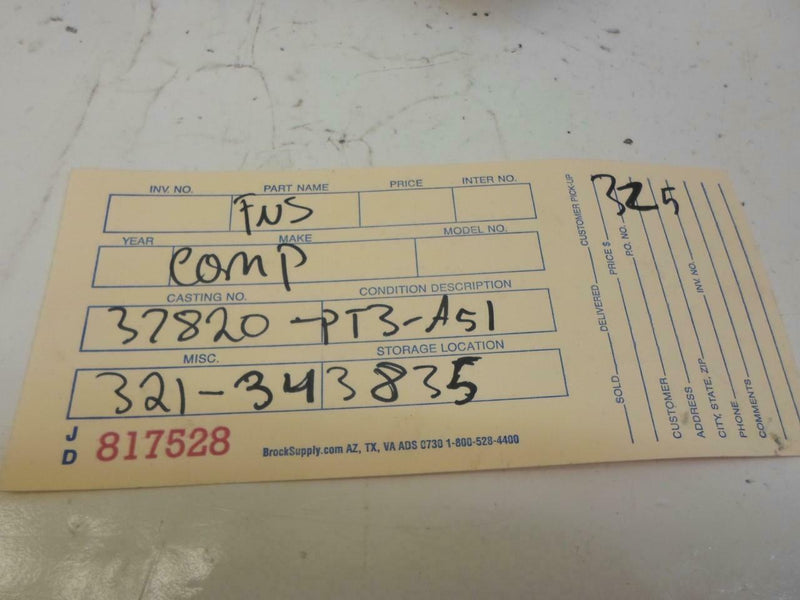 INV. NO. PART NAME PRICE INTER NO.
FNS
YEAR MAKE MODEL NO.
COMP
CASTING NO. CONDITION DESCRIPTION
37820-PT3-A51
MISC. STORAGE LOCATION
321-343835
JD 817528
BrockSupply.com AZ, TX, VA ADS 0730 1-800-528-4400
325
SOLD DELIVERED CUSTOMER PICK-UP
PRICE $
P.O. NO.
CUSTOMER
ADDRESS INV. NO.
CITY, STATE, ZIP
PHONE
COMMENTS